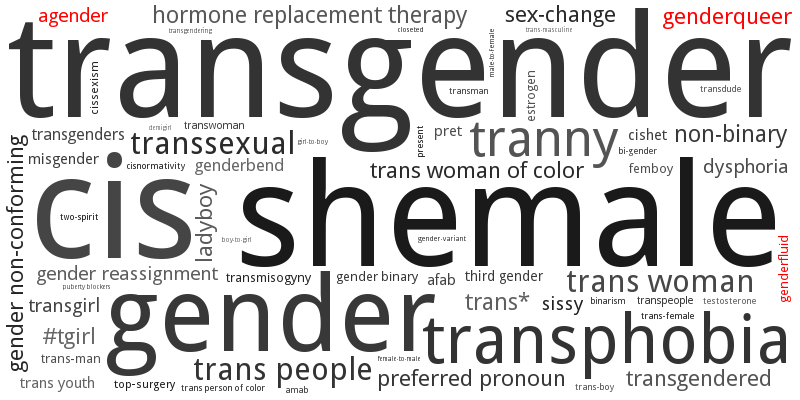 agender
hormone replacement therapy
sex-change
genderqueer
transgendering
closeted
trans-masculine
transgender
cissexism
male-to-female
estrogen
transman
transdude
transgenders
demigirl
transwoman
transsexual
girl-to-boy
present
pret
tranny
cishet
non-binary
bi-gender
misgender
cisnormativity
genderbend
trans woman of color
femboy
dysphoria
gender non-conforming
cis
two-spirit
ladyboy
shemale
boy-to-girl
gender-variant
genderfluid
gender reassignment
puberty blockers
transmisogyny
gender binary
afab
third gender
trans woman
transgirl
gender
trans*
sissy
binarism
transpeople
testosterone
trans-female
#tgirl
transphobia
trans-man
trans people
female-to-male
trans youth
top-surgery
trans person of color
amab
preferred pronoun
trans-boy
transgendered